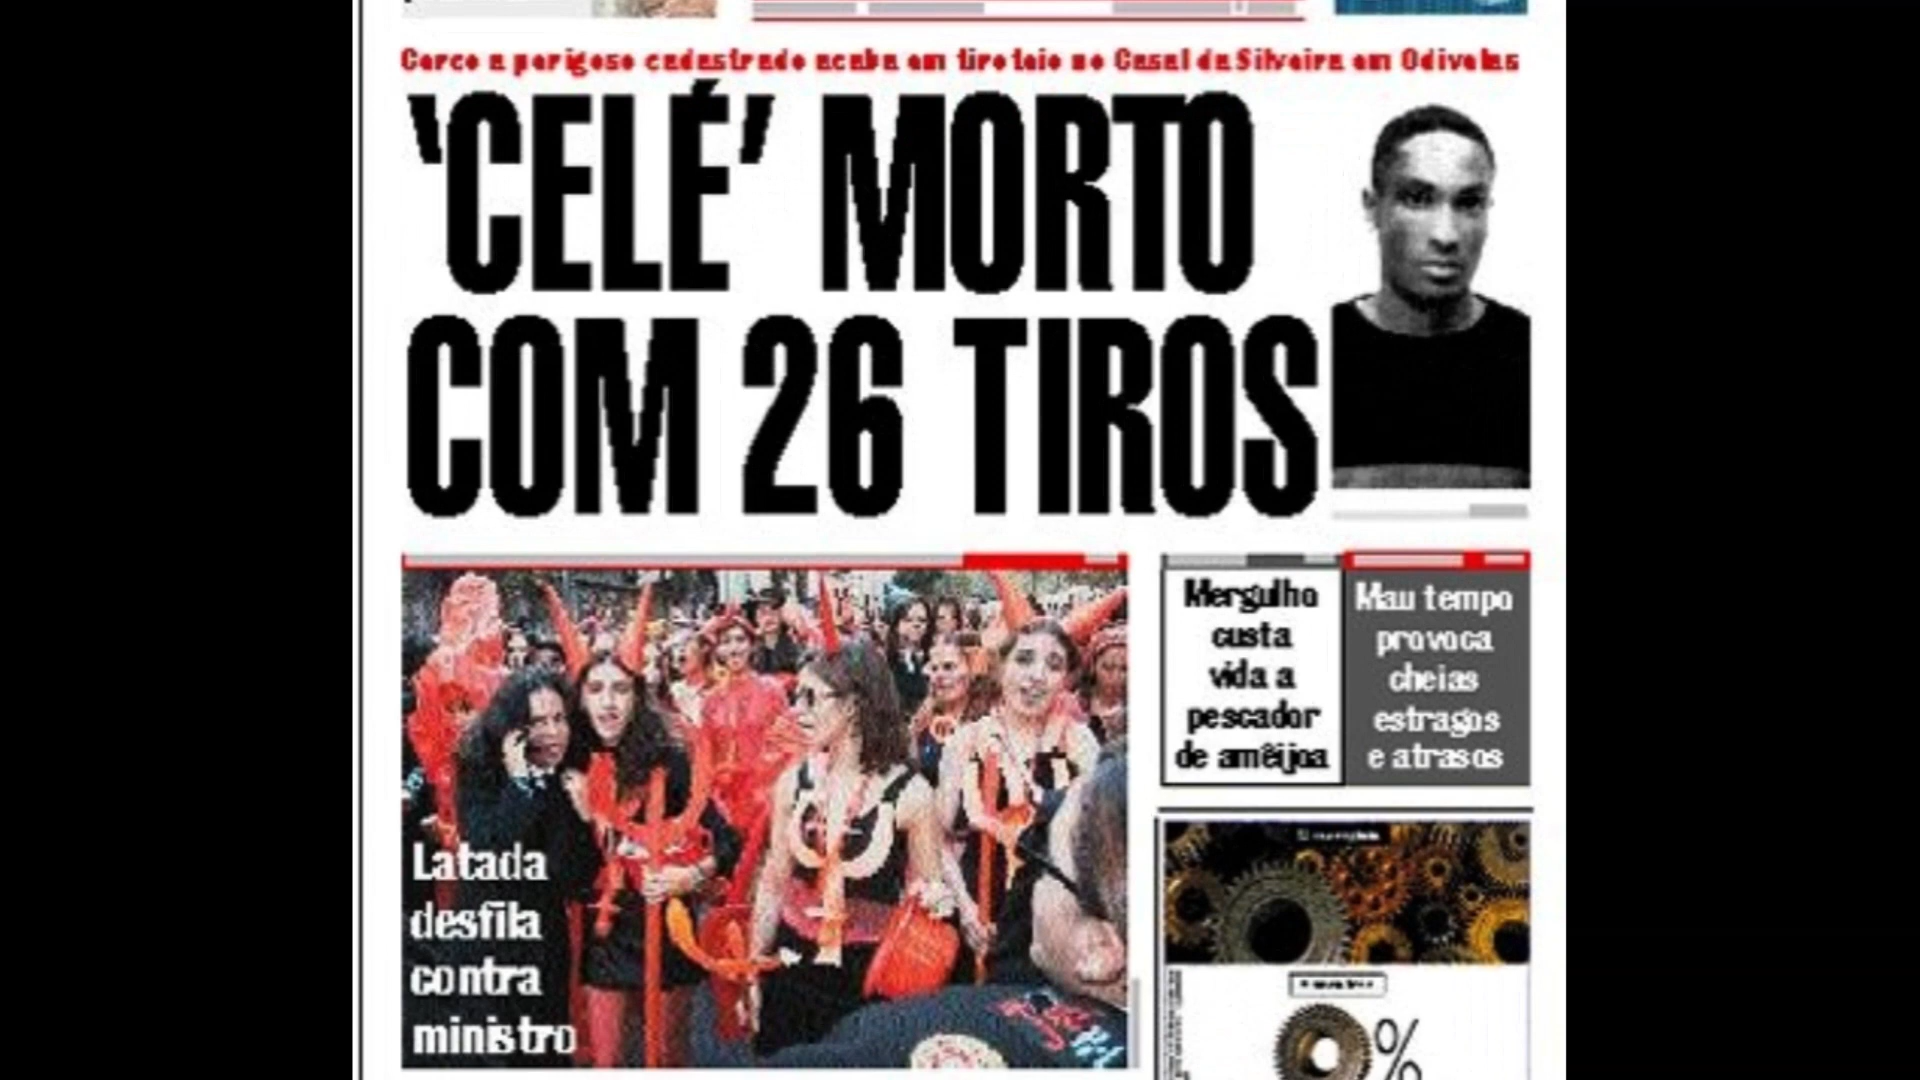 Cerco a perigoso cadastrado acaba em tiroteio no Casal da Silveira em Odivelas
'CELÉ' MORTO
COM 26 TIROS
Mergulho
custa
vida a
pescador
de amêijoa
Mau tempo
provoca
cheias
estragos
e atrasos
Latada
desfila
contra
ministro
%